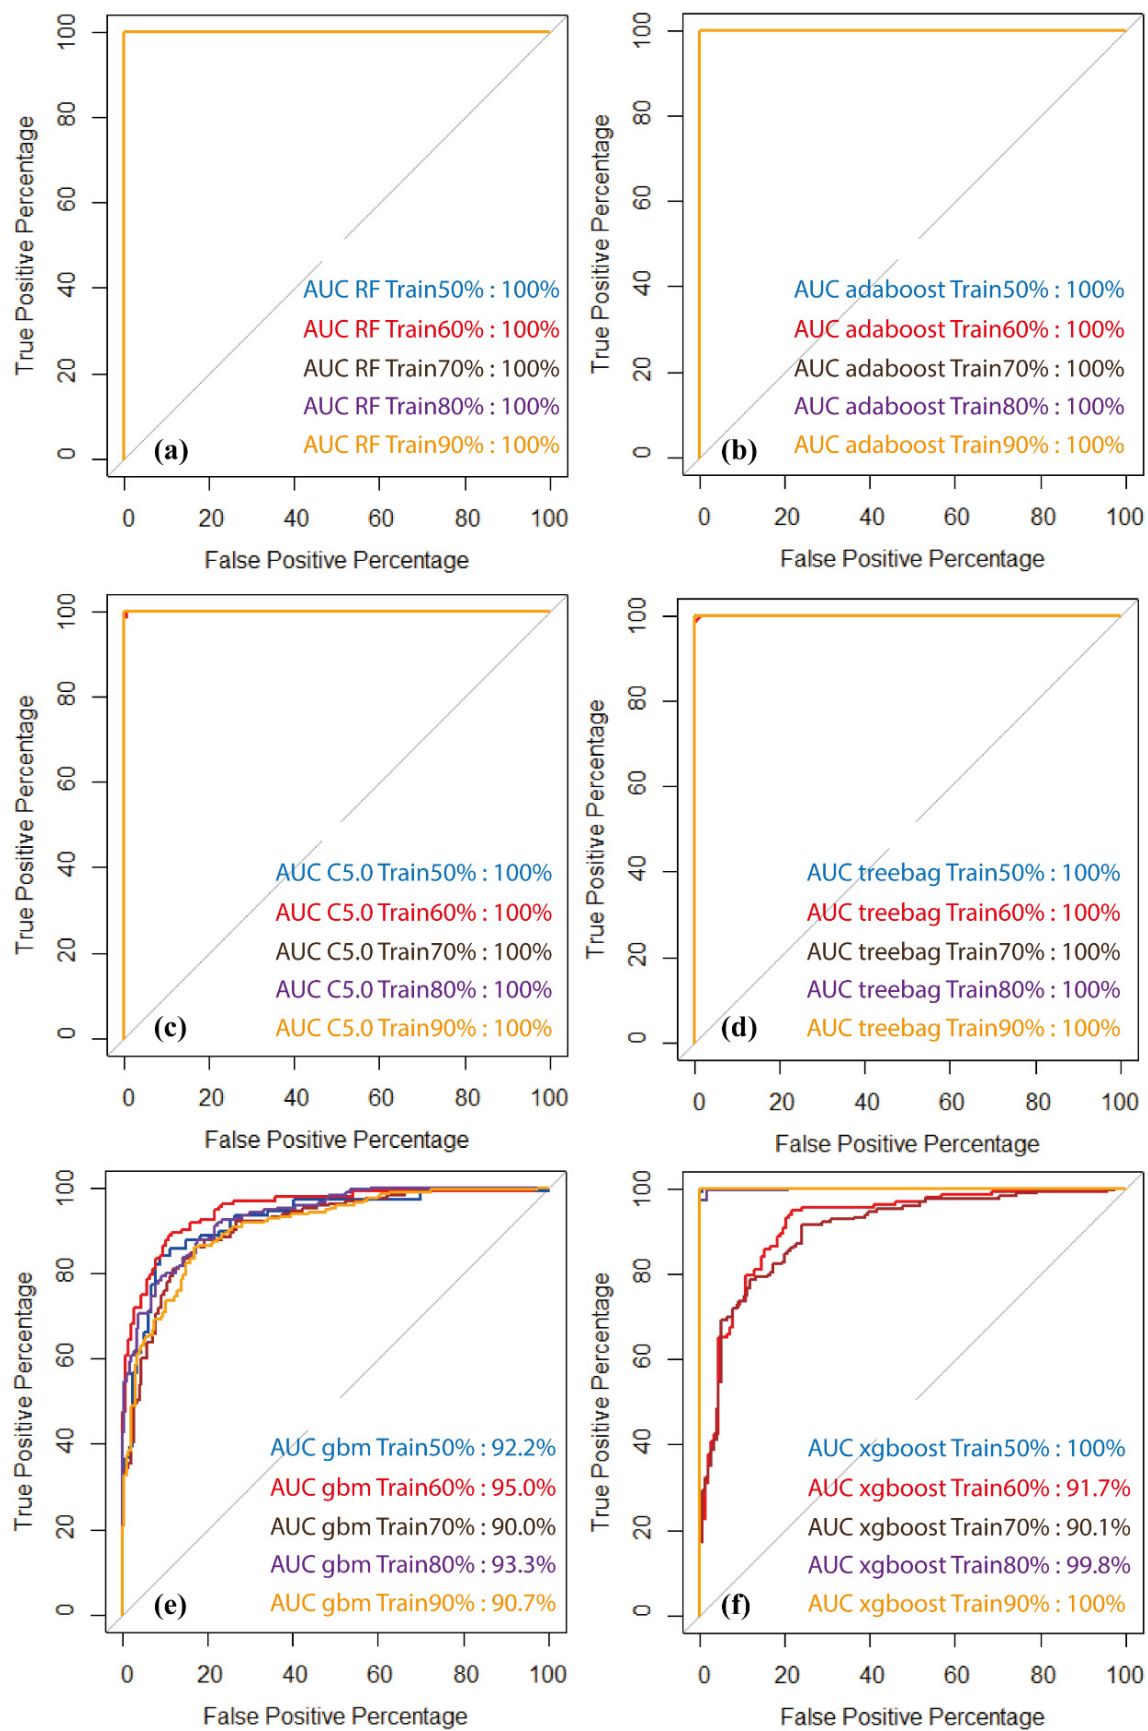 True Positive Percentage
100
80
60
40
20
0
AUC RF Train50% : 100%
AUC RF Train60% : 100%
AUC RF Train70% : 100%
AUC RF Train80% : 100%
AUC RF Train90% : 100%
(a)
0 20 40 60 80 100
False Positive Percentage
True Positive Percentage
100
80
60
40
20
0
AUC adaboost Train50% : 100%
AUC adaboost Train60% : 100%
AUC adaboost Train70% : 100%
AUC adaboost Train80% : 100%
AUC adaboost Train90% : 100%
(b)
0 20 40 60 80 100
False Positive Percentage
True Positive Percentage
100
80
60
40
20
0
AUC C5.0 Train50% : 100%
AUC C5.0 Train60% : 100%
AUC C5.0 Train70% : 100%
AUC C5.0 Train80% : 100%
AUC C5.0 Train90% : 100%
(c)
0 20 40 60 80 100
False Positive Percentage
True Positive Percentage
100
80
60
40
20
0
AUC treebag Train50% : 100%
AUC treebag Train60% : 100%
AUC treebag Train70% : 100%
AUC treebag Train80% : 100%
AUC treebag Train90% : 100%
(d)
0 20 40 60 80 100
False Positive Percentage
True Positive Percentage
100
80
60
40
20
0
AUC gbm Train50% : 92.2%
AUC gbm Train60% : 95.0%
AUC gbm Train70% : 90.0%
AUC gbm Train80% : 93.3%
AUC gbm Train90% : 90.7%
(e)
0 20 40 60 80 100
False Positive Percentage
True Positive Percentage
100
80
60
40
20
0
AUC xgboost Train50% : 100%
AUC xgboost Train60% : 91.7%
AUC xgboost Train70% : 90.1%
AUC xgboost Train80% : 99.8%
AUC xgboost Train90% : 100%
(f)
0 20 40 60 80 100
False Positive Percentage